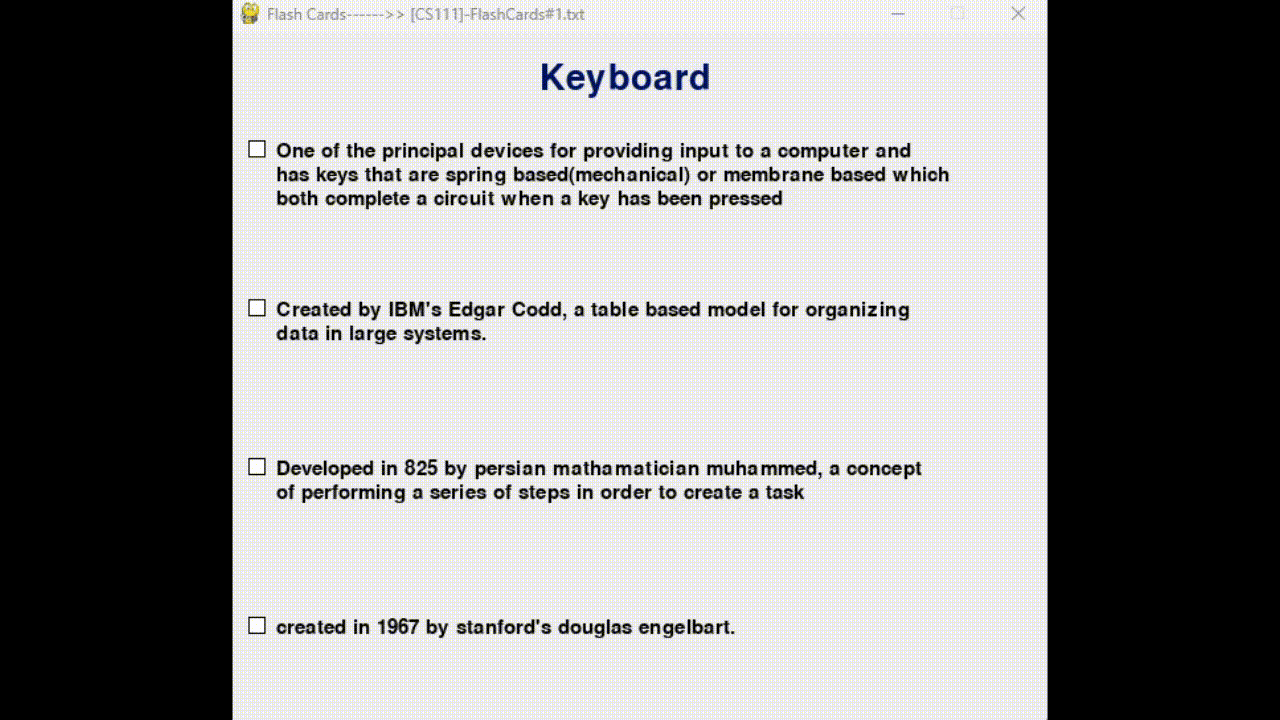 Flash Cards------>> [CS111]-FlashCards#1.txt
Keyboard
One of the principal devices for providing input to a computer and
has keys that are spring based(mechanical) or membrane based which
both complete a circuit when a key has been pressed
Created by IBM's Edgar Codd, a table based model for organizing
data in large systems.
Developed in 825 by persian mathamatician muhammed, a concept
of performing a series of steps in order to create a task
created in 1967 by stanford's douglas engelbart.